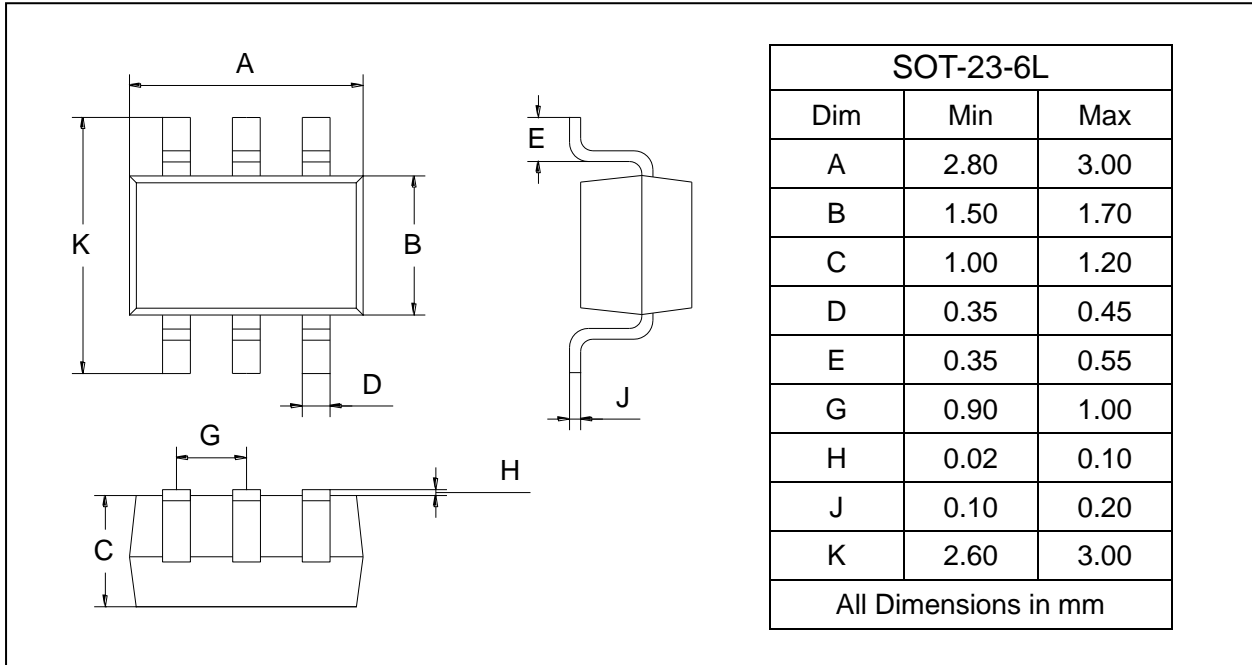 A
K
B
D
E
J
G
H
C
SOT-23-6L
Dim Min Max
A 2.80 3.00
B 1.50 1.70
C 1.00 1.20
D 0.35 0.45
E 0.35 0.55
G 0.90 1.00
H 0.02 0.10
J 0.10 0.20
K 2.60 3.00
All Dimensions in mm